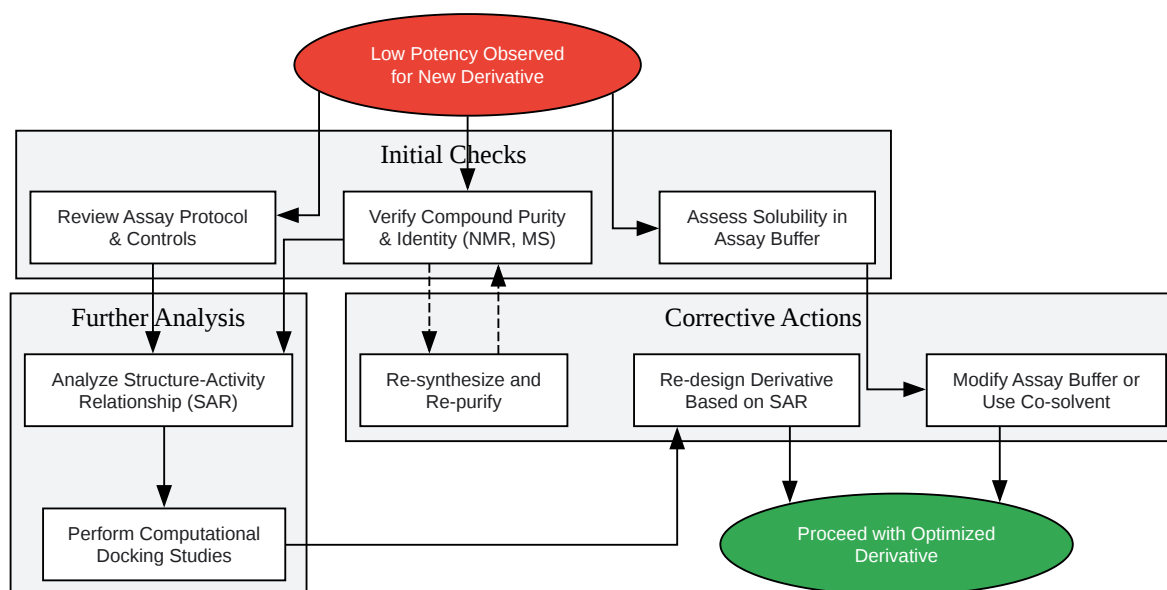 Low Potency Observed
for New Derivative
Initial Checks
Review Assay Protocol
& Controls
Verify Compound Purity
& Identity (NMR, MS)
Assess Solubility in
Assay Buffer
Further Analysis
Corrective Actions
Analyze Structure-Activity
Relationship (SAR)
Re-synthesize and
Re-purify
Re-design Derivative
Based on SAR
Modify Assay Buffer or
Use Co-solvent
Perform Computational
Docking Studies
Proceed with Optimized
Derivative